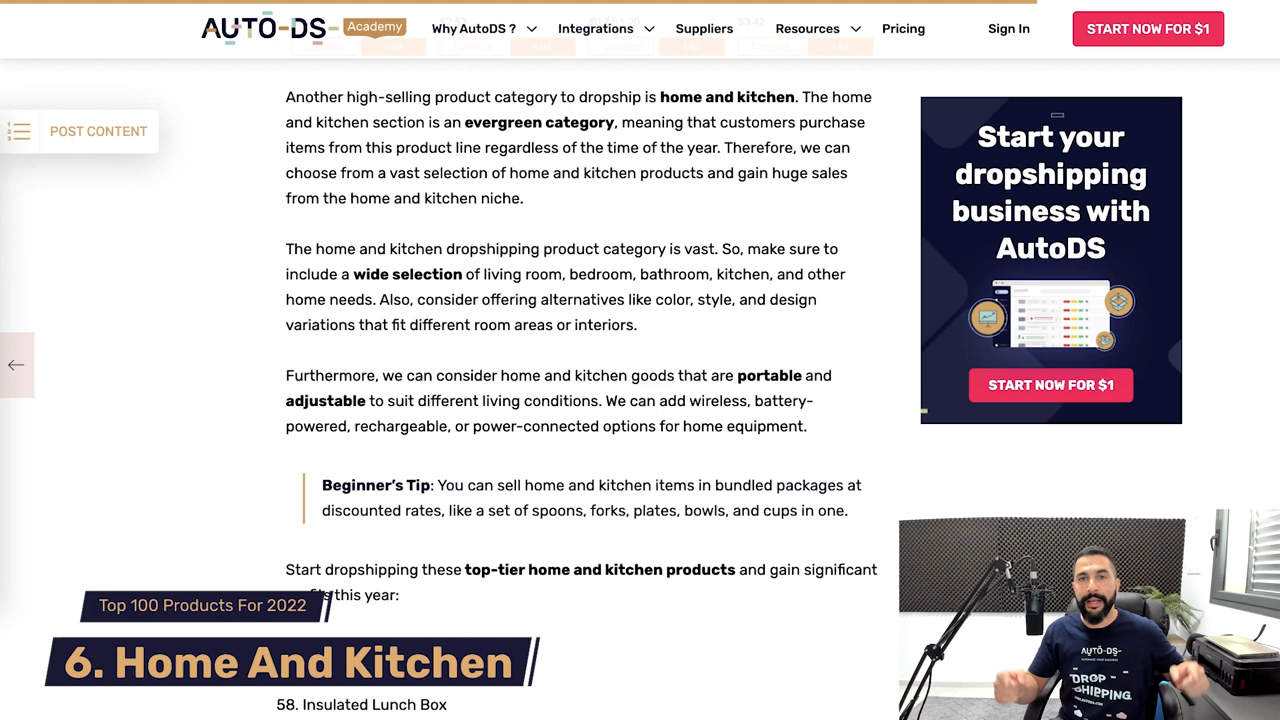 AUTO-DS-
Academy
Why AutoDS ?
Integrations
Suppliers
Resources
Pricing
Sign In
START NOW FOR $1
POST CONTENT
Another high-selling product category to dropship is home and kitchen. The home
and kitchen section is an evergreen category, meaning that customers purchase
items from this product line regardless of the time of the year. Therefore, we can
choose from a vast selection of home and kitchen products and gain huge sales
from the home and kitchen niche.
The home and kitchen dropshipping product category is vast. So, make sure to
include a wide selection of living room, bedroom, bathroom, kitchen, and other
home needs. Also, consider offering alternatives like color, style, and design
variations that fit different room areas or interiors.
Furthermore, we can consider home and kitchen goods that are portable and
adjustable to suit different living conditions. We can add wireless, battery-
powered, rechargeable, or power-connected options for home equipment.
Beginner’s Tip: You can sell home and kitchen items in bundled packages at
discounted rates, like a set of spoons, forks, plates, bowls, and cups in one.
Start dropshipping these top-tier home and kitchen products and gain significant
this year:
58. Insulated Lunch Box
Start your
dropshipping
business with
AutoDS
START NOW FOR $1
Top 100 Products For 2022
6. Home And Kitchen
AUTO-DS-
DROP
SHIPPING